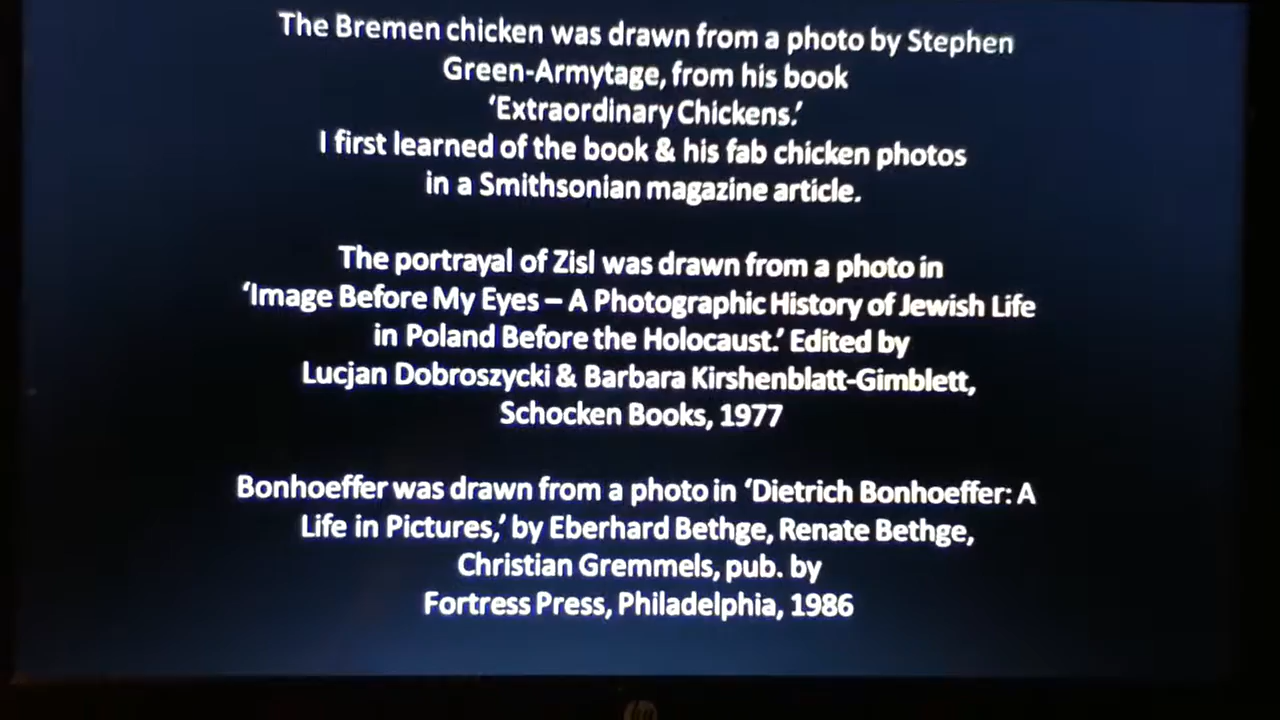 The Bremen chicken was drawn from a photo by Stephen
Green-Armytage, from his book
‘Extraordinary Chickens.’
I first learned of the book & his fab chicken photos
in a Smithsonian magazine article.
The portrayal of Zisl was drawn from a photo in
‘Image Before My Eyes – A Photographic History of Jewish Life
in Poland Before the Holocaust.’ Edited by
Lucjan Dobroszycki & Barbara Kirshenblatt-Gimblett,
Schocken Books, 1977
Bonhoeffer was drawn from a photo in ‘Dietrich Bonhoeffer: A
Life in Pictures,’ by Eberhard Bethge, Renate Bethge,
Christian Gremmels, pub. by
Fortress Press, Philadelphia, 1986
hp